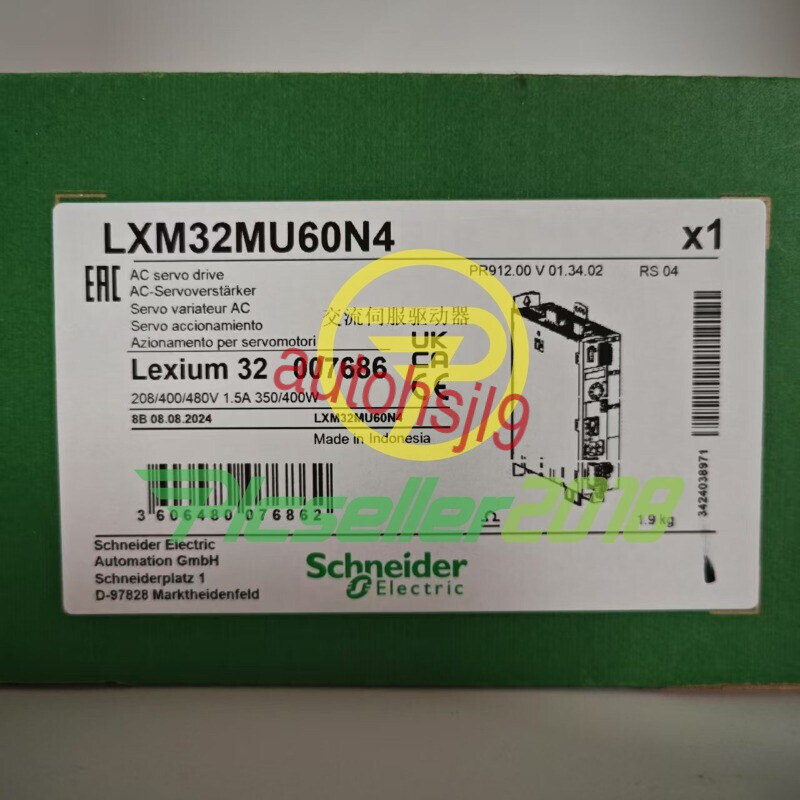 LXM32MU60N4 x1
PR912.00 V 01.34.02 RS 04
EAC
AC servo drive
AC-Servoverstärker
Servo variateur AC
交流伺服驱动器
Servo accionamiento
Azionamento per servomotori
UK
CA
CE
Lexium 32 007686
208/400/480V 1.5A 350/400W
8B 08.08.2024 LXM32MU60N4
Made in Indonesia
autohsjl9
3424038971
Plcseller2018
3 606480 076862
Ω
1.9 kg
Schneider Electric
Automation GmbH
Schneiderplatz 1
D-97828 Marktheidenfeld
Schneider
Electric